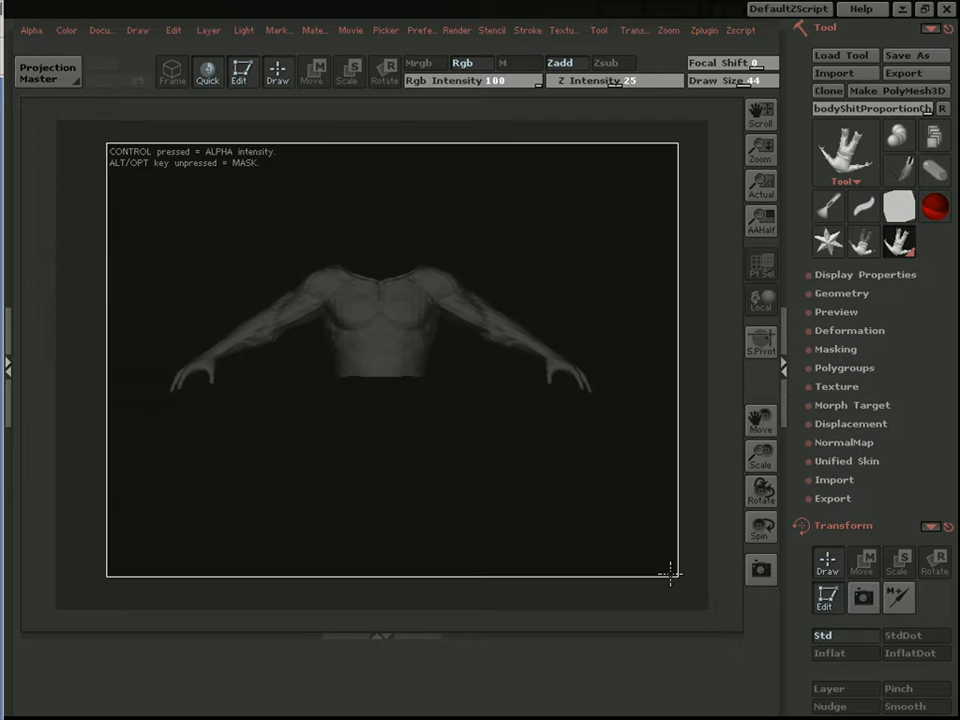 DefaultZScript Help
Alpha Color Docu.. Draw Edit Layer Light Mark.. Mate.. Movie Picker Prefe.. Render Stencil Stroke Textu.. Tool Trans.. Zoom Zplugin Zscript
Tool
Projection Master
25
Frame
Quick
Edit
Draw
Move
Scale
Rotate
Mrgb Rgb M Zadd Zsub Focal Shift 0
Rgb Intensity 100 Z Intensity 25 Draw Size 44
Load Tool Save As
Import Export
Clone Make PolyMesh3D
bodyShitProportionCh R
Tool
CONTROL pressed = ALPHA intensity.
ALT/OPT key unpressed = MASK.
Scroll
Zoom
Actual
AAHalf
Pt Sel
Local
S.Pivot
Move
Scale
Rotate
Spin
Display Properties
Geometry
Preview
Deformation
Masking
Polygroups
Texture
Morph Target
Displacement
NormalMap
Unified Skin
Import
Export
Transform
Draw Move Scale Rotate
Edit M+
Std StdDot
Inflat InflatDot
Layer Pinch
Nudge Smooth